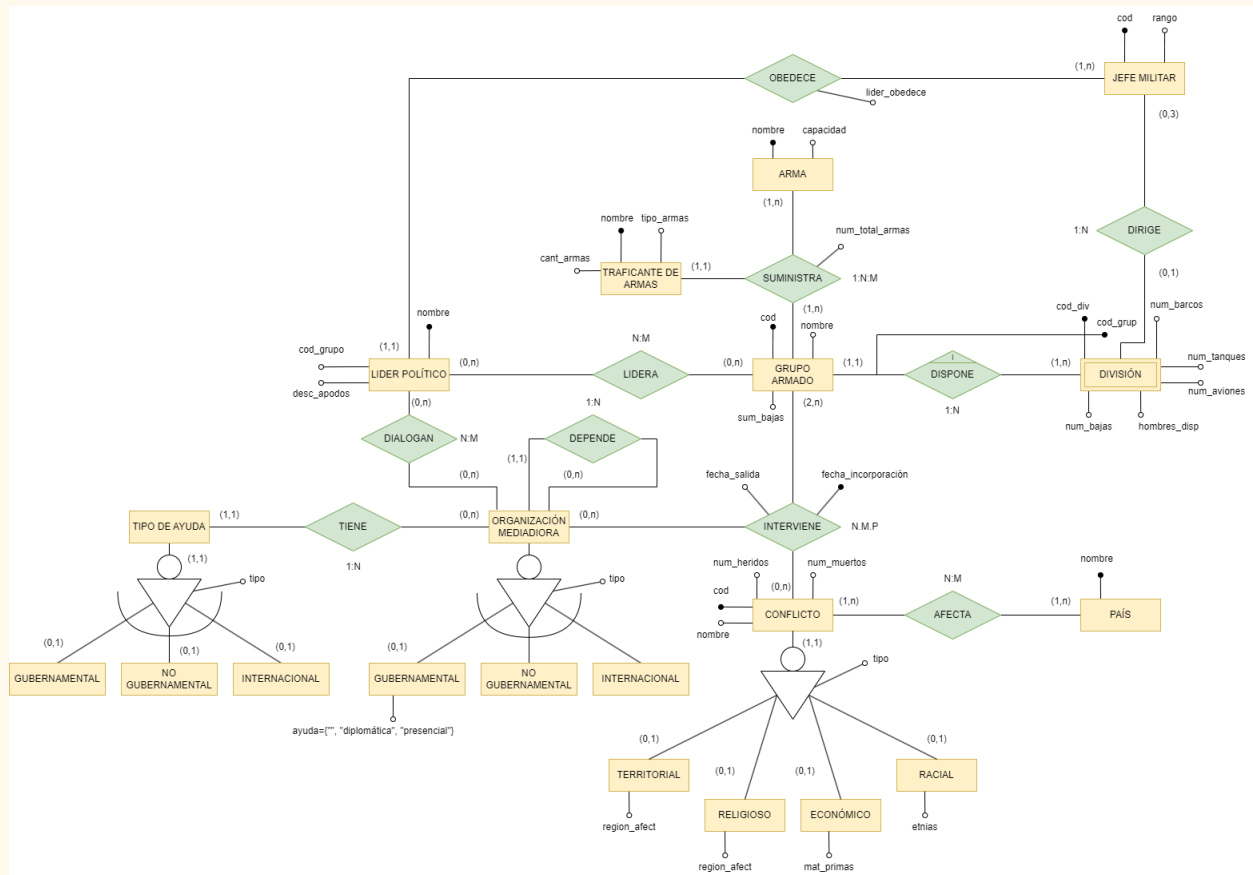 cod
rango
OBEDECE
(1,n)
JEFE MILITAR
lider_obedece
(0,3)
nombre
capacidad
ARMA
(1,n)
nombre
tipo_armas
num_total_armas
1:N
DIRIGE
cant_armas
TRAFICANTE DE
ARMAS
(1,1)
SUMINISTRA
1:N:M
(0,1)
(1,n)
cod_div
num_barcos
cod
nombre
cod_grup
nombre
(1,1)
N:M
cod_grupo
(0,n)
(0,n)
(1,1)
I
(1,n)
num_tanques
LIDER POLÍTICO
LIDERA
GRUPO
ARMADO
DISPONE
DIVISIÓN
desc_apodos
num_aviones
(0,n)
1:N
sum_bajas
(2,n)
1:N
num_bajas
hombres_disp
DIALOGAN
N:M
DEPENDE
(1,1)
(0,n)
(0,n)
fecha_salida
fecha_incorporación
TIPO DE AYUDA
(1,1)
TIENE
(0,n)
ORGANIZACIÓN
MEDIADIORA
(0,n)
INTERVIENE
N.M.P
(1,1)
1:N
num_heridos
num_muertos
N:M
nombre
tipo
tipo
(0,n)
cod
CONFLICTO
(1,n)
AFECTA
(1,n)
PAÍS
nombre
(0,1)
(0,1)
(0,1)
(0,1)
(0,1)
(1,1)
tipo
GUBERNAMENTAL
NO
GUBERNAMENTAL
INTERNACIONAL
GUBERNAMENTAL
NO
GUBERNAMENTAL
INTERNACIONAL
ayuda={"", "diplomática", "presencial"}
(0,1)
(0,1)
(0,1)
(0,1)
TERRITORIAL
RACIAL
RELIGIOSO
ECONÓMICO
region_afect
etnias
region_afect
mat_primas